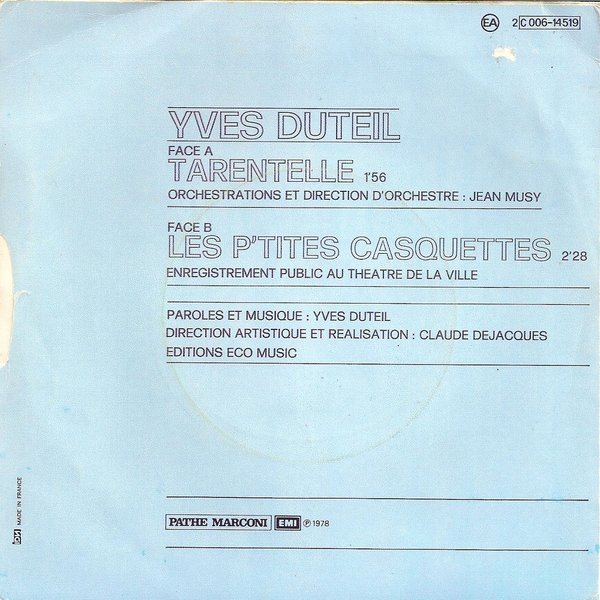 EA 2 C 006-14519
YVES DUTEIL
FACE A
TARENTELLE 1'56
ORCHESTRATIONS ET DIRECTION D'ORCHESTRE : JEAN MUSY
FACE B
LES P'TITES CASQUETTES 2'28
ENREGISTREMENT PUBLIC AU THEATRE DE LA VILLE
PAROLES ET MUSIQUE : YVES DUTEIL
DIRECTION ARTISTIQUE ET REALISATION : CLAUDE DEJACQUES
EDITIONS ECO MUSIC
PATHE MARCONI EMI ℗ 1978
MADE IN FRANCE